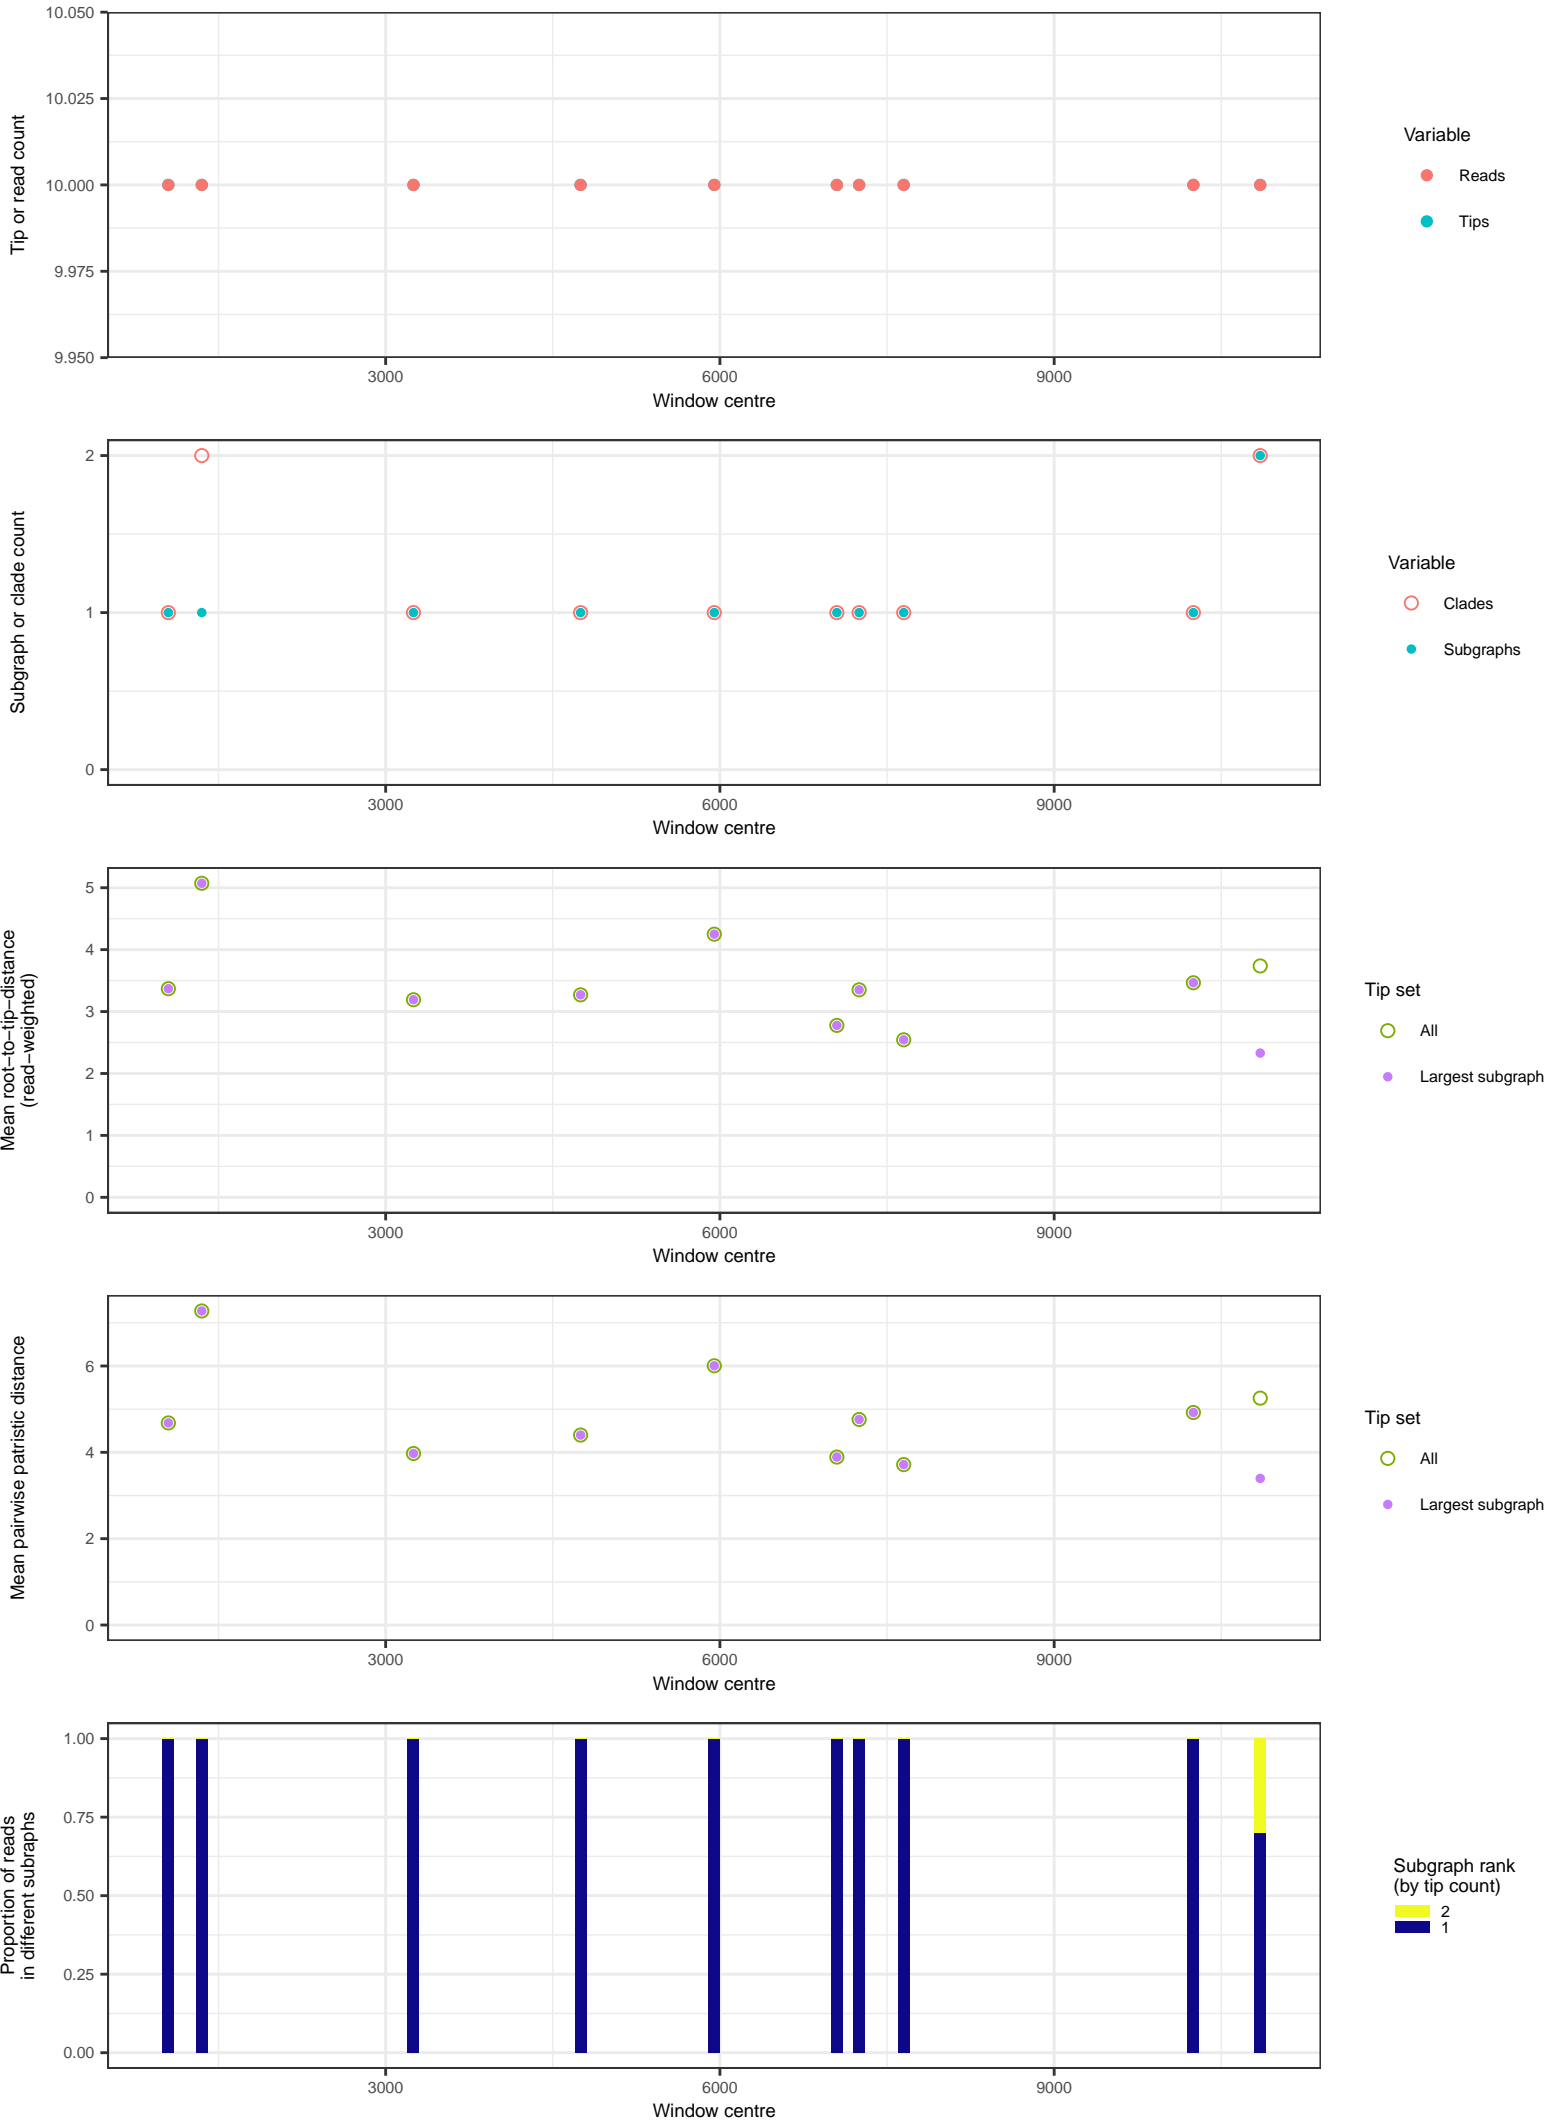 10.050
10.025
10.000
9.975
9.950
Tip or read count
3000 6000 9000
Window centre
Variable
Reads
Tips
2
1
0
Subgraph or clade count
3000 6000 9000
Window centre
Variable
Clades
Subgraphs
5
4
3
2
1
0
Mean root−to−tip−distance
(read−weighted)
3000 6000 9000
Window centre
Tip set
All
Largest subgraph
6
4
2
0
Mean pairwise patristic distance
3000 6000 9000
Window centre
Tip set
All
Largest subgraph
1.00
0.75
0.50
0.25
0.00
Proportion of reads
in different subraphs
3000 6000 9000
Window centre
Subgraph rank
(by tip count)
2
1